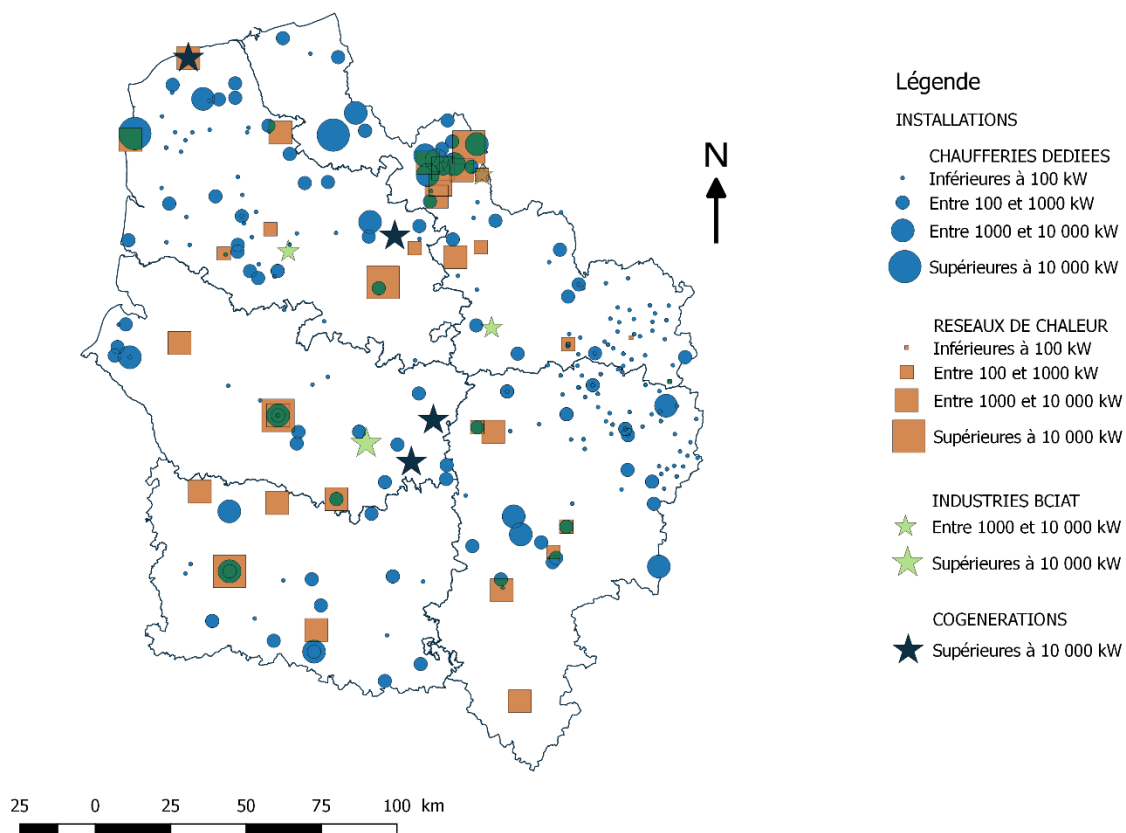 N
Légende
INSTALLATIONS
CHAUFFERIES DEDIEES
Inférieures à 100 kW
Entre 100 et 1000 kW
Entre 1000 et 10 000 kW
Supérieures à 10 000 kW
RESEAUX DE CHALEUR
Inférieures à 100 kW
Entre 100 et 1000 kW
Entre 1000 et 10 000 kW
Supérieures à 10 000 kW
INDUSTRIES BCIAT
Entre 1000 et 10 000 kW
Supérieures à 10 000 kW
COGENERATIONS
Supérieures à 10 000 kW
25 0 25 50 75 100 km